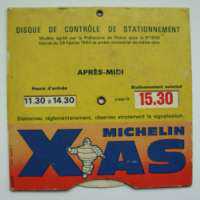 DISQUE DE CONTRÔLE DE STATIONNEMENT
APRÈS-MIDI
Heure d'arrivée
Stationnement autorisé
11.30 à 14.30
jusqu'à
15.30
Stationnez réglementairement, observez strictement la signalisation.
MICHELIN
XAS